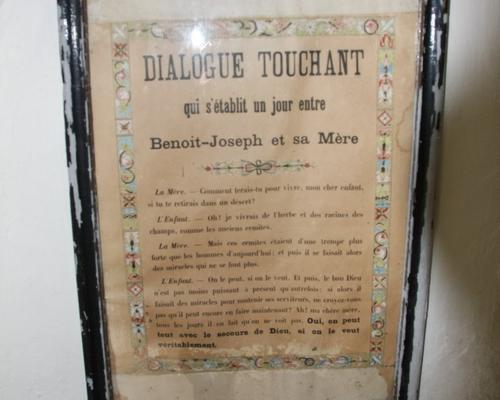 DIALOGUE TOUCHANT
qui s'établit un jour entre
Benoit-Joseph et sa Mère
La Mère. — Comment ferais-tu pour vivre, mon cher enfant,
si tu te retirais dans un désert?
L'Enfant. — Oh! je vivrais de l'herbe et des racines des
champs, comme les anciens ermites.
La Mère. — Mais ces ermites étaient d'une trempe plus
forte que les hommes d'aujourd'hui; et puis il se faisait alors
des miracles qui ne se font plus.
L'Enfant. — On le peut, si on le veut. Et puis, le bon Dieu
n'est pas moins puissant à présent qu'autrefois; si alors il
faisait des miracles pour soutenir ses serviteurs, ne croyez-vous
pas qu'il peut encore en faire maintenant? Ah! ma chère mère,
tous les jours il en fait qu'on ne voit pas. Oui, on peut
tout avec le secours de Dieu, si on le veut
véritablement.